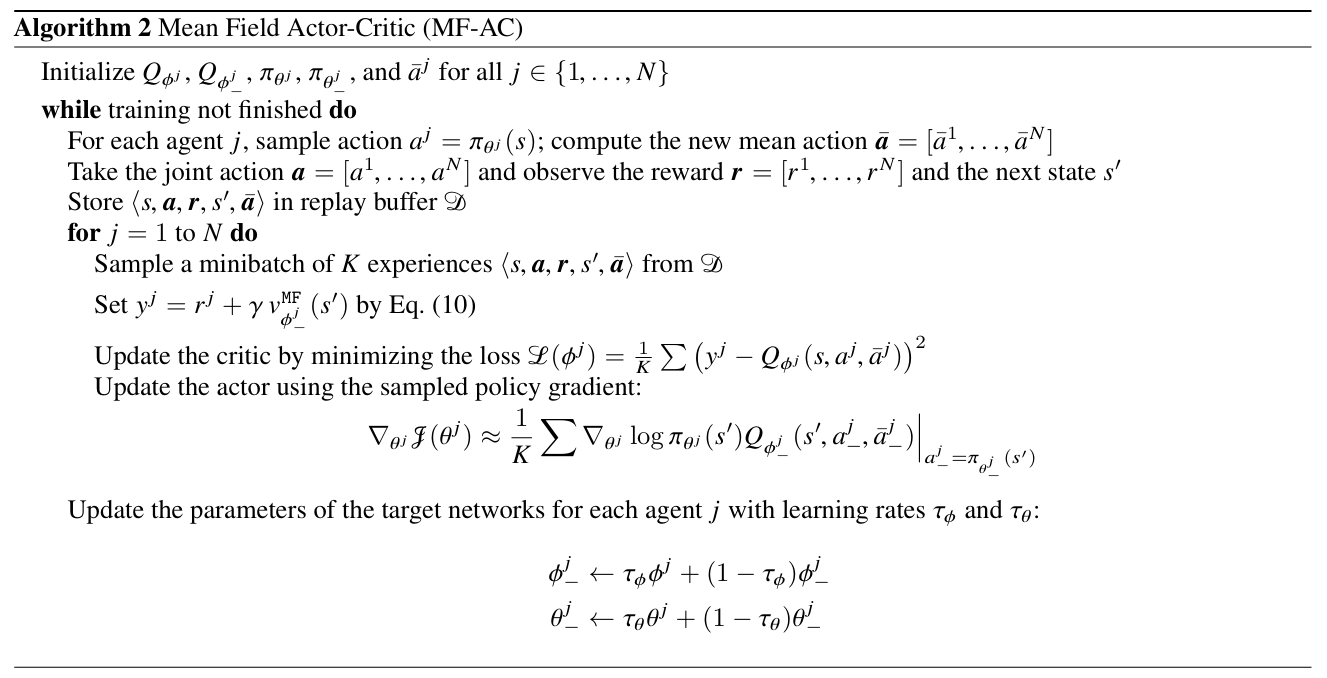 Algorithm 2 Mean Field Actor-Critic (MF-AC)
Initialize $Q_{\phi^j}, Q_{\phi^j_-}, \pi_{\theta^j}, \pi_{\theta^j_-}$, and $\bar{a}^j$ for all $j \in \{1, \ldots, N\}$
while training not finished do
For each agent $j$, sample action $a^j = \pi_{\theta^j}(s)$; compute the new mean action $\bar{\boldsymbol{a}} = [\bar{a}^1, \ldots, \bar{a}^N]$
Take the joint action $\boldsymbol{a} = [a^1, \ldots, a^N]$ and observe the reward $\boldsymbol{r} = [r^1, \ldots, r^N]$ and the next state $s'$
Store $\langle s, \boldsymbol{a}, \boldsymbol{r}, s', \bar{\boldsymbol{a}} \rangle$ in replay buffer $\mathcal{D}$
for $j = 1$ to $N$ do
Sample a minibatch of $K$ experiences $\langle s, \boldsymbol{a}, \boldsymbol{r}, s', \bar{\boldsymbol{a}} \rangle$ from $\mathcal{D}$
Set $y^j = r^j + \gamma \, v^{\mathtt{MF}}_{\phi^j_-}(s')$ by Eq. (10)
Update the critic by minimizing the loss $\mathcal{L}(\phi^j) = \frac{1}{K} \sum \left( y^j - Q_{\phi^j}(s, a^j, \bar{a}^j) \right)^2$
Update the actor using the sampled policy gradient:
$\nabla_{\theta^j} \mathcal{J}(\theta^j) \approx \frac{1}{K} \sum \nabla_{\theta^j} \log \pi_{\theta^j}(s') Q_{\phi^j_-}(s', a^j_-, \bar{a}^j_-) \Big|_{a^j_- = \pi_{\theta^j_-}(s')}$
Update the parameters of the target networks for each agent $j$ with learning rates $\tau_\phi$ and $\tau_\theta$:
$\phi^j_- \leftarrow \tau_\phi \phi^j + (1 - \tau_\phi) \phi^j_-$
$\theta^j_- \leftarrow \tau_\theta \theta^j + (1 - \tau_\theta) \theta^j_-$